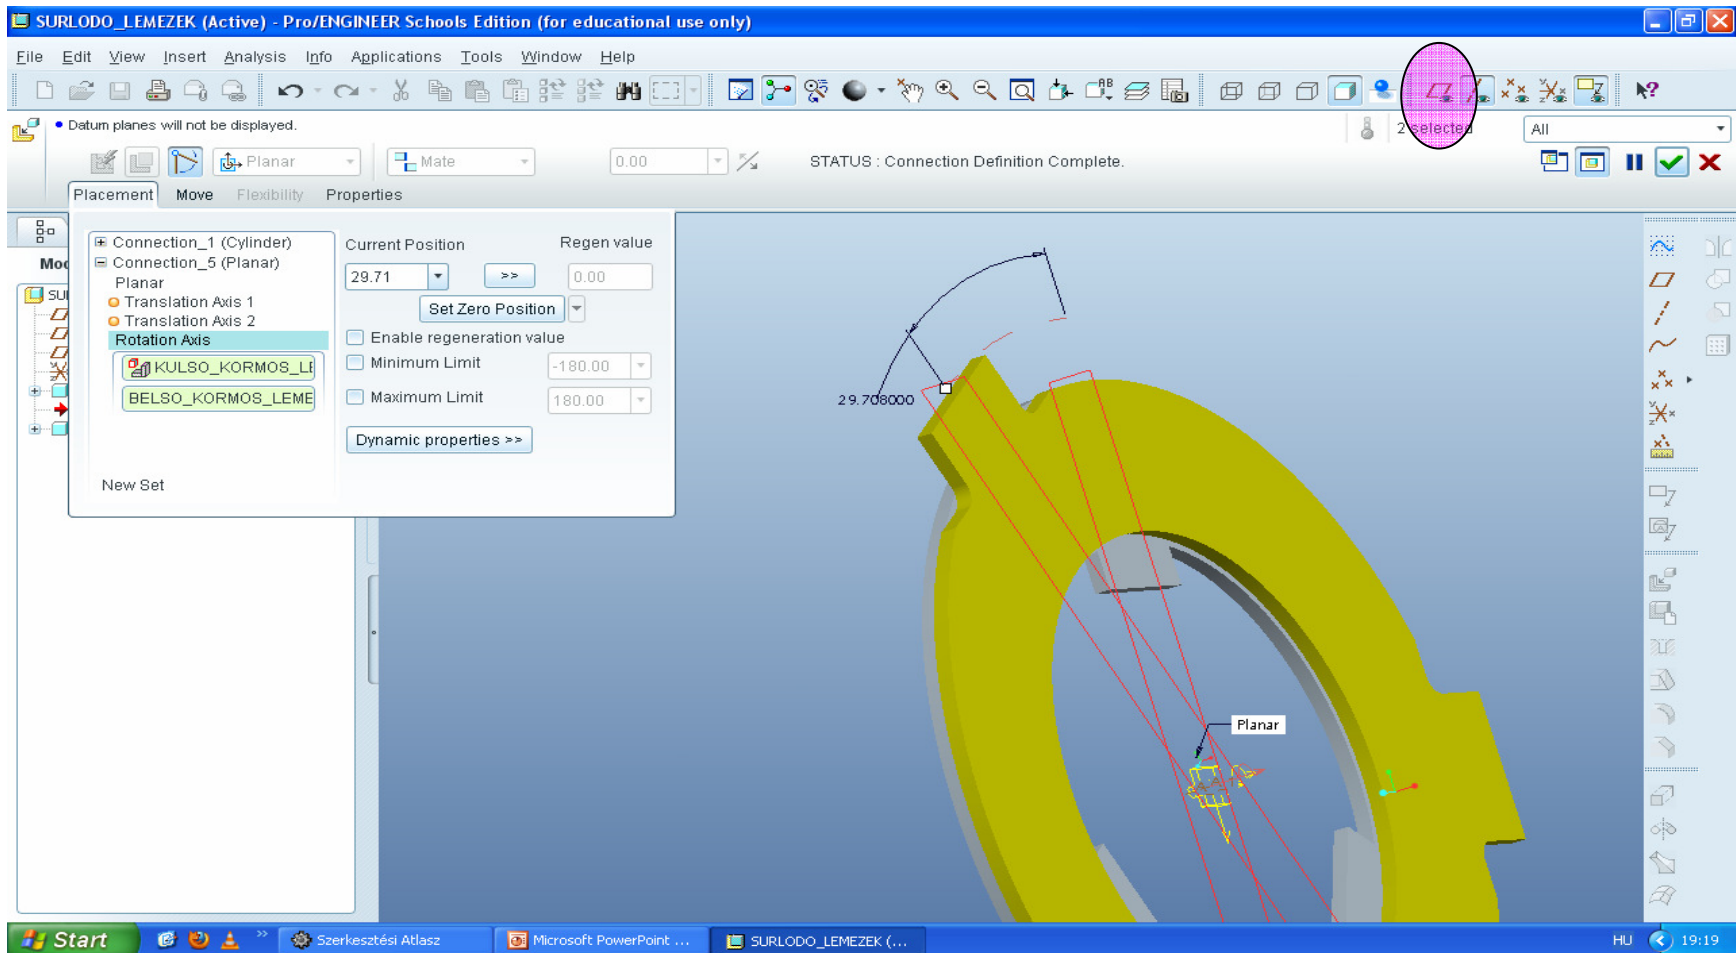 SURLODO_LEMEZEK (Active) - Pro/ENGINEER Schools Edition (for educational use only)
File Edit View Insert Analysis Info Applications Tools Window Help
Datum planes will not be displayed.
2 selected
All
Planar
Mate
0.00
STATUS : Connection Definition Complete.
Placement Move Flexibility Properties
Connection_1 (Cylinder)
Connection_5 (Planar)
Planar
Translation Axis 1
Translation Axis 2
Rotation Axis
KULSO_KORMOS_LE
BELSO_KORMOS_LEME
New Set
Current Position Regen value
29.71 >> 0.00
Set Zero Position
Enable regeneration value
Minimum Limit -180.00
Maximum Limit 180.00
Dynamic properties >>
Mod
SU
29.708000
Planar
Start
Szerkesztési Atlasz
Microsoft PowerPoint ...
SURLODO_LEMEZEK (...
HU
19:19